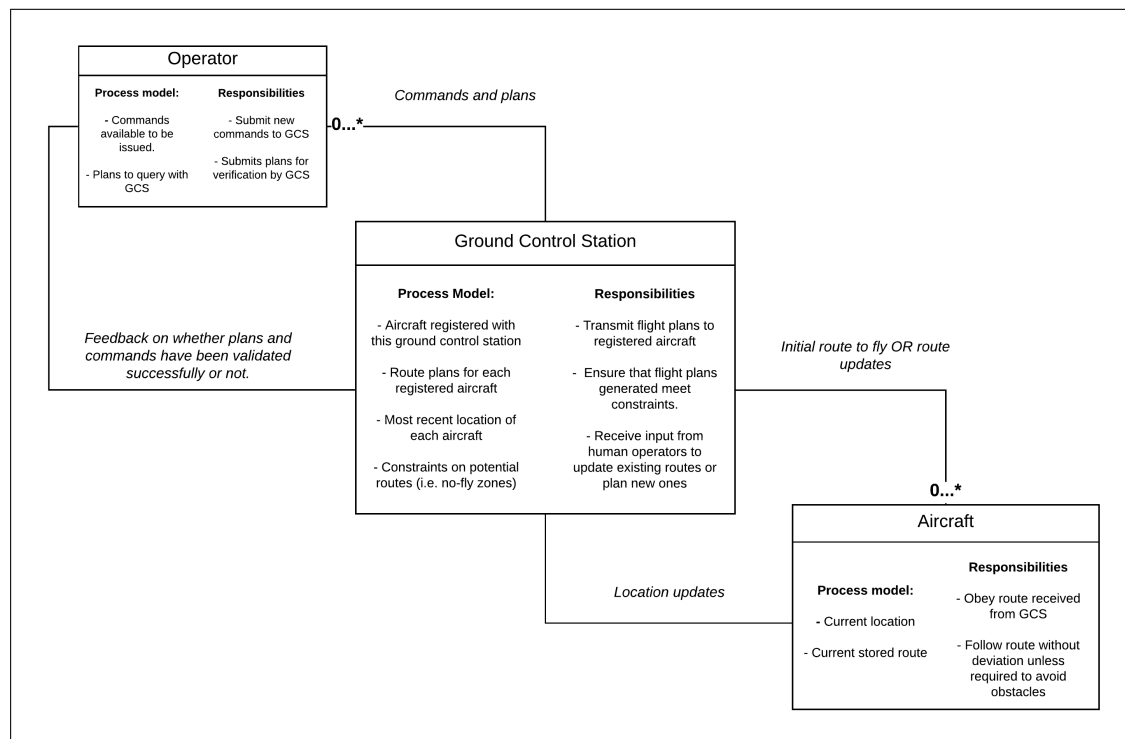 Operator
Process model:
- Commands
available to be
issued.
- Plans to query with
GCS
Responsibilities
- Submit new
commands to GCS
- Submits plans for
verification by GCS
0...*
Commands and plans
Ground Control Station
Process Model:
- Aircraft registered with
this ground control station
- Route plans for each
registered aircraft
- Most recent location of
each aircraft
- Constraints on potential
routes (i.e. no-fly zones)
Responsibilities
- Transmit flight plans to
registered aircraft
- Ensure that flight plans
generated meet
constraints.
- Receive input from
human operators to
update existing routes or
plan new ones
Feedback on whether plans and
commands have been validated
successfully or not.
Initial route to fly OR route
updates
0...*
Aircraft
Process model:
- Current location
- Current stored route
Responsibilities
- Obey route received
from GCS
- Follow route without
deviation unless
required to avoid
obstacles
Location updates